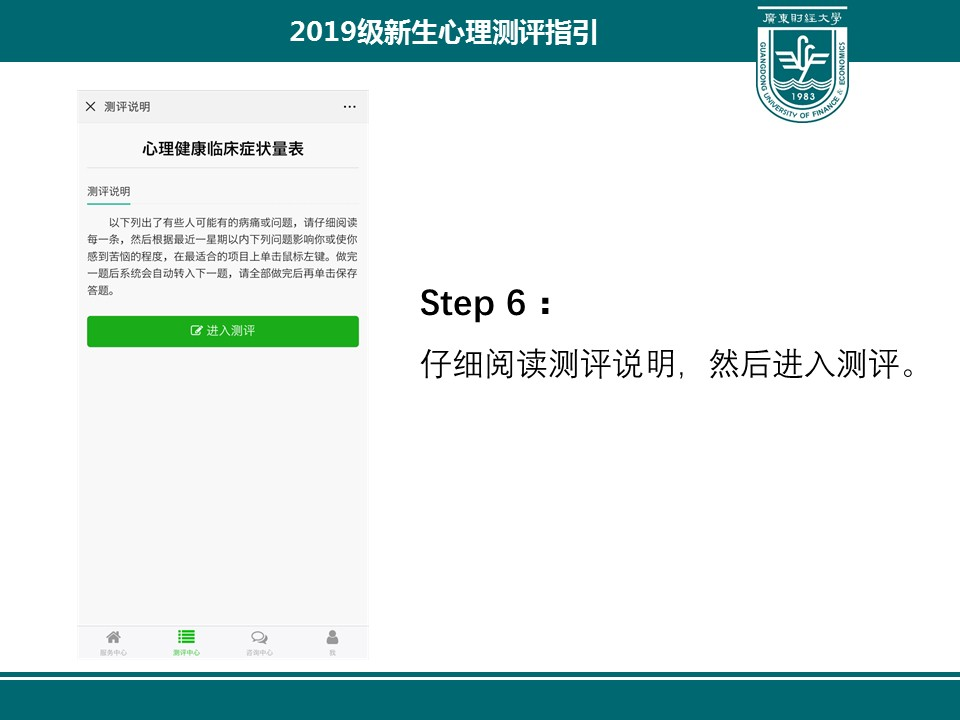 2019级新生心理测评指引
廣東财经大學
GUANGDONG UNIVERSITY OF FINANCE & ECONOMICS
1983
测评说明
心理健康临床症状量表
测评说明
以下列出了有些人可能有的病痛或问题，请仔细阅读
每一条，然后根据最近一星期以内下列问题影响你或使你
感到苦恼的程度，在最适合的项目上单击鼠标左键。做完
一题后系统会自动转入下一题，请全部做完后再单击保存
答题。
进入测评
Step 6：
仔细阅读测评说明，然后进入测评。
服务中心
测评中心
咨询中心
我